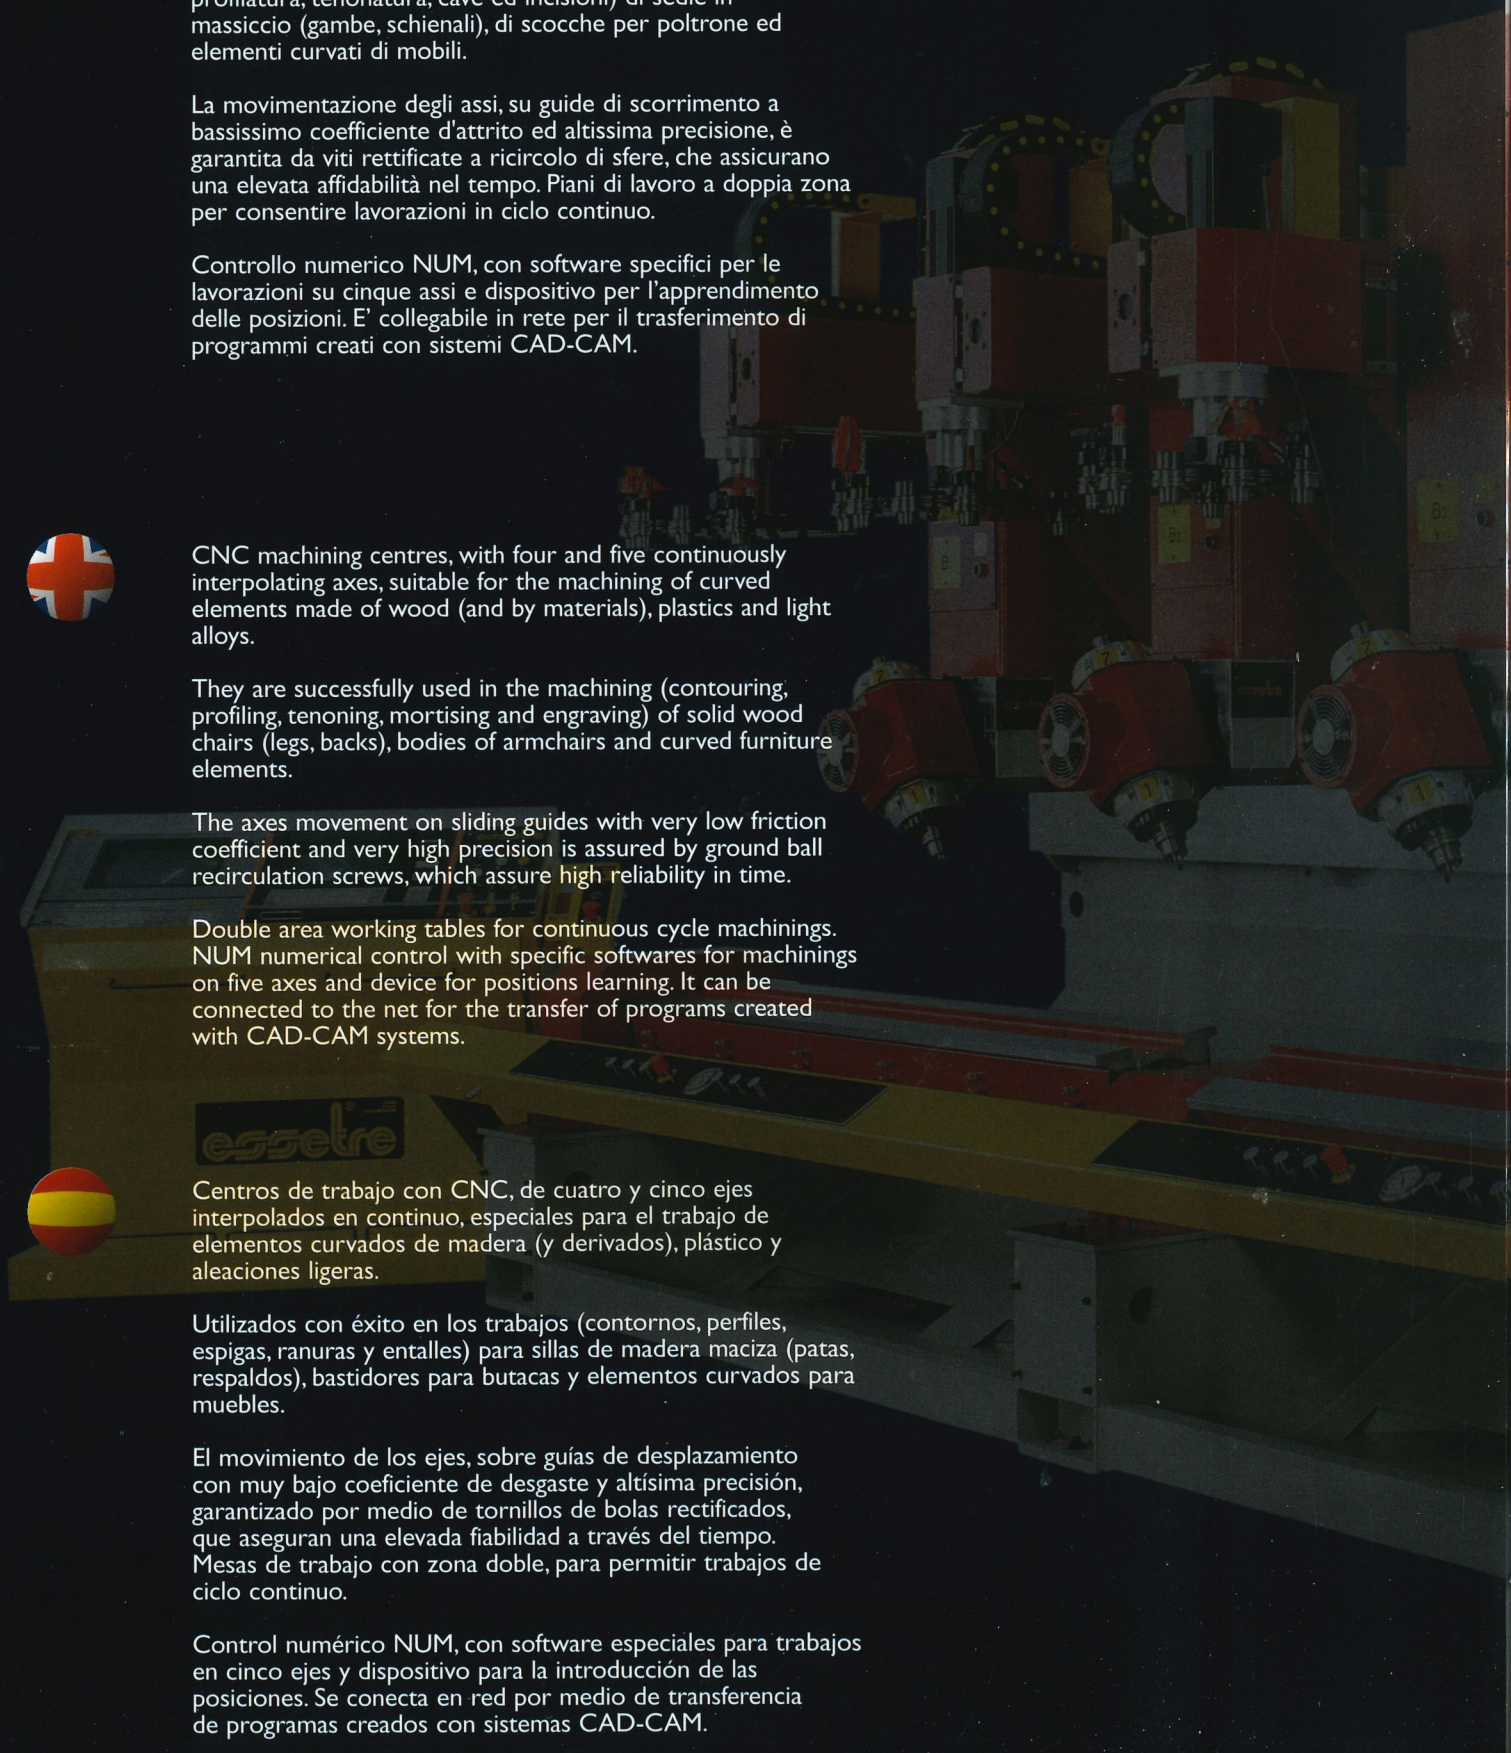 massiccio (gambe, schienali), di scocche per poltrone ed
elementi curvati di mobili.
La movimentazione degli assi, su guide di scorrimento a
bassissimo coefficiente d'attrito ed altissima precisione, è
garantita da viti rettificate a ricircolo di sfere, che assicurano
una elevata affidabilità nel tempo. Piani di lavoro a doppia zona
per consentire lavorazioni in ciclo continuo.
Controllo numerico NUM, con software specifici per le
lavorazioni su cinque assi e dispositivo per l'apprendimento
delle posizioni. E' collegabile in rete per il trasferimento di
programmi creati con sistemi CAD-CAM.
CNC machining centres, with four and five continuously
interpolating axes, suitable for the machining of curved
elements made of wood (and by materials), plastics and light
alloys.
They are successfully used in the machining (contouring,
profiling, tenoning, mortising and engraving) of solid wood
chairs (legs, backs), bodies of armchairs and curved furniture
elements.
The axes movement on sliding guides with very low friction
coefficient and very high precision is assured by ground ball
recirculation screws, which assure high reliability in time.
Double area working tables for continuous cycle machinings.
NUM numerical control with specific softwares for machinings
on five axes and device for positions learning. It can be
connected to the net for the transfer of programs created
with CAD-CAM systems.
essetre
Centros de trabajo con CNC, de cuatro y cinco ejes
interpolados en continuo, especiales para el trabajo de
elementos curvados de madera (y derivados), plástico y
aleaciones ligeras.
Utilizados con éxito en los trabajos (contornos, perfiles,
espigas, ranuras y entalles) para sillas de madera maciza (patas,
respaldos), bastidores para butacas y elementos curvados para
muebles.
El movimiento de los ejes, sobre guías de desplazamiento
con muy bajo coeficiente de desgaste y altísima precisión,
garantizado por medio de tornillos de bolas rectificados,
que aseguran una elevada fiabilidad a través del tiempo.
Mesas de trabajo con zona doble, para permitir trabajos de
ciclo continuo.
Control numérico NUM, con software especiales para trabajos
en cinco ejes y dispositivo para la introducción de las
posiciones. Se conecta en red por medio de transferencia
de programas creados con sistemas CAD-CAM.